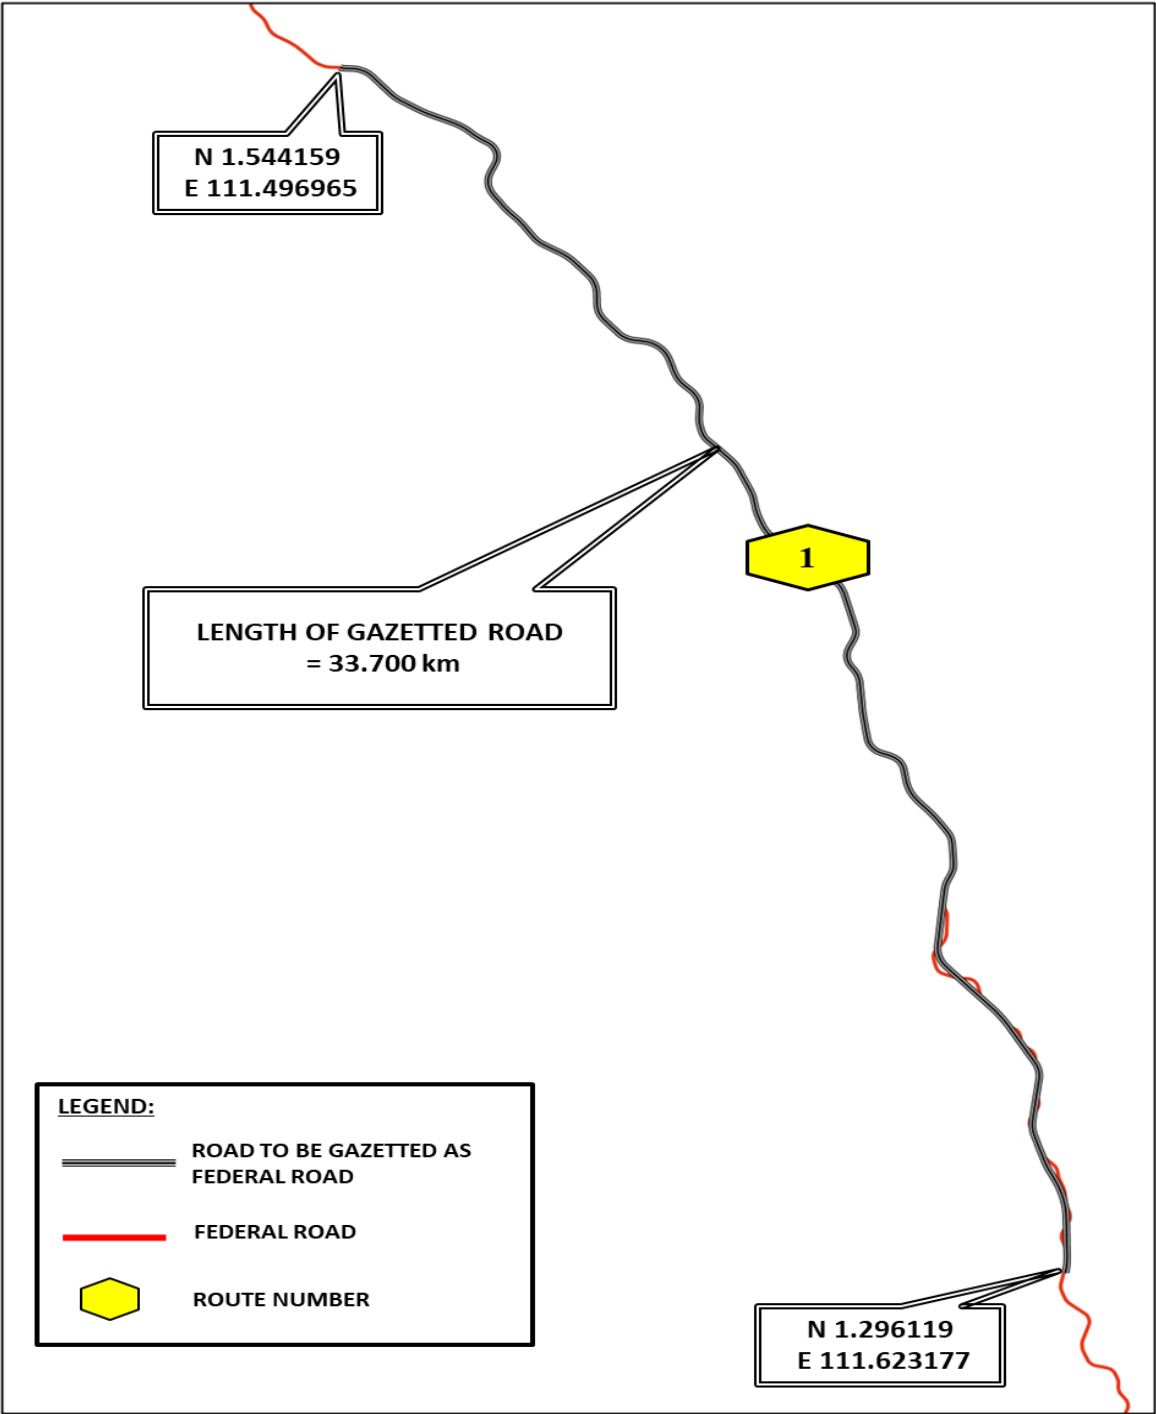 N 1.544159
E 111.496965
1
LENGTH OF GAZETTED ROAD
= 33.700 km
LEGEND:
ROAD TO BE GAZETTED AS
FEDERAL ROAD
FEDERAL ROAD
ROUTE NUMBER
N 1.296119
E 111.623177